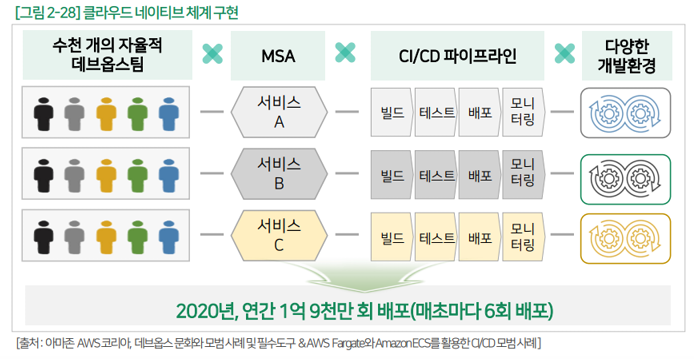 [그림 2-28] 클라우드 네이티브 체계 구현
수천 개의 자율적
데브옵스팀
MSA
CI/CD 파이프라인
다양한
개발환경
서비스
A
빌드
테스트
배포
모니
터링
서비스
B
빌드
테스트
배포
모니
터링
서비스
C
빌드
테스트
배포
모니
터링
2020년, 연간 1억 9천만 회 배포(매초마다 6회 배포)
[출처 : 아마존 AWS 코리아, 데브옵스 문화와 모범 사례 및 필수도구 & AWS Fargate와 Amazon ECS를 활용한 CI/CD 모범 사례]